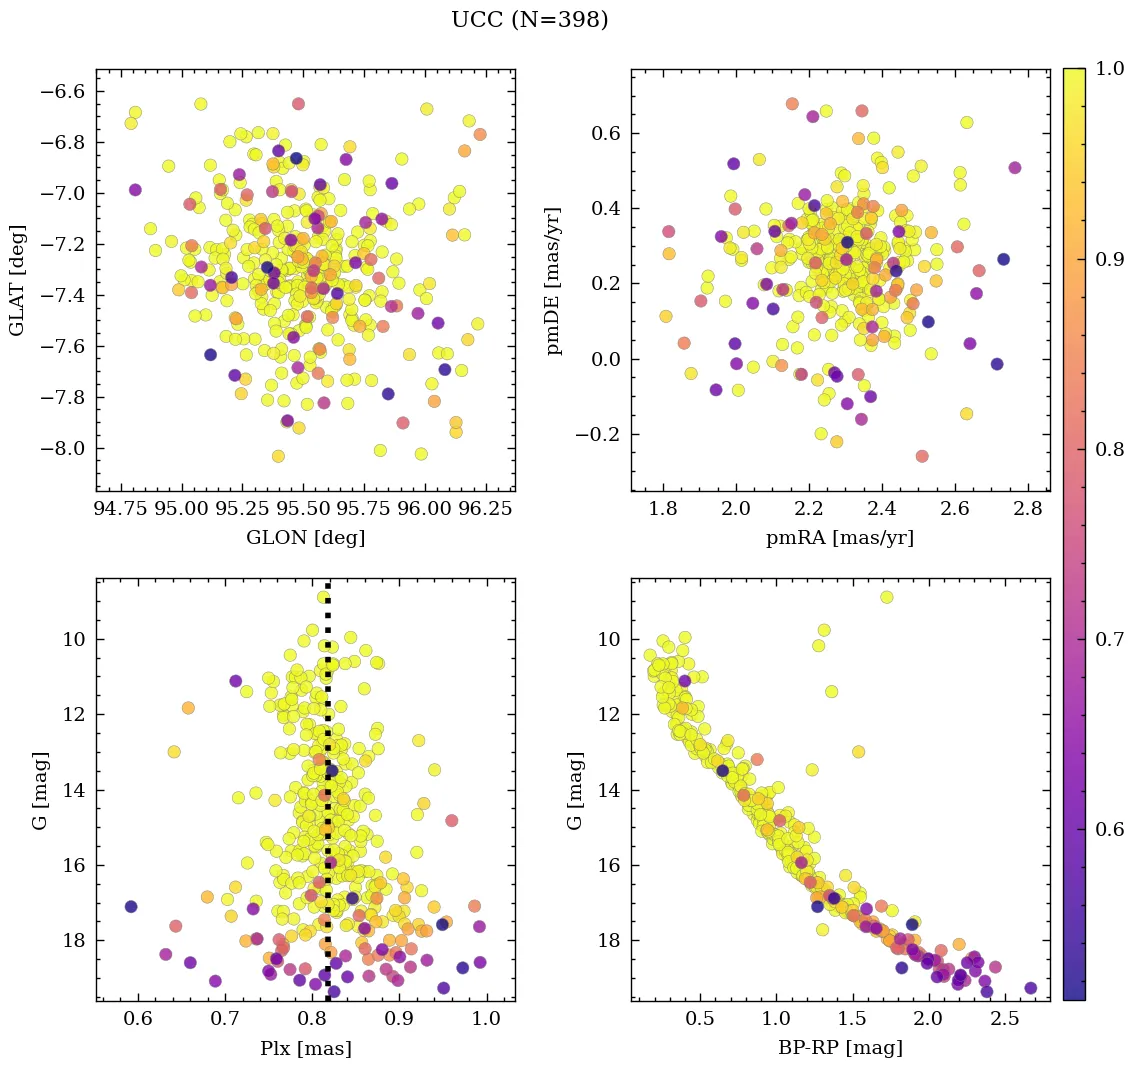 UCC (N=398)
−6.6
−6.8
−7.0
−7.2
−7.4
−7.6
−7.8
−8.0
GLAT [deg]
94.75 95.00 95.25 95.50 95.75 96.00 96.25
GLON [deg]
0.6
0.4
0.2
0.0
−0.2
pmDE [mas/yr]
1.8 2.0 2.2 2.4 2.6 2.8
pmRA [mas/yr]
1.0
0.9
0.8
0.7
0.6
10
12
14
16
18
G [mag]
0.6 0.7 0.8 0.9 1.0
Plx [mas]
10
12
14
16
18
G [mag]
0.5 1.0 1.5 2.0 2.5
BP-RP [mag]